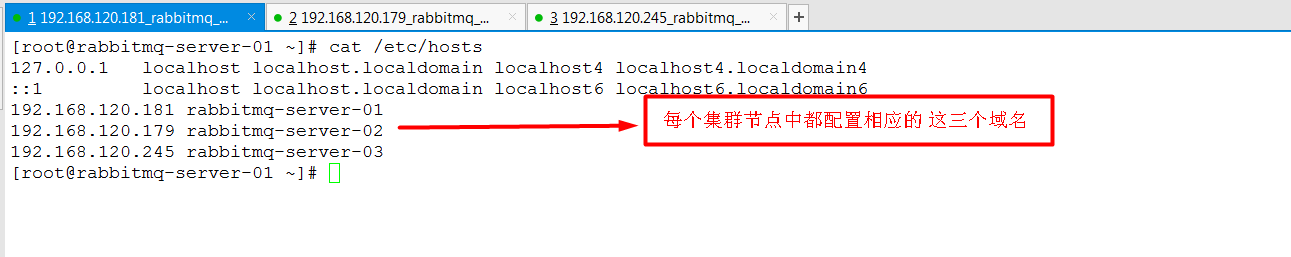 1 192.168.120.181_rabbitmq_... × 2 192.168.120.179_rabbitmq_... × 3 192.168.120.245_rabbitmq_... × +
[root@rabbitmq-server-01 ~]# cat /etc/hosts
127.0.0.1   localhost localhost.localdomain localhost4 localhost4.localdomain4
::1         localhost localhost.localdomain localhost6 localhost6.localdomain6
192.168.120.181 rabbitmq-server-01
192.168.120.179 rabbitmq-server-02
每个集群节点中都配置相应的 这三个域名
192.168.120.245 rabbitmq-server-03
[root@rabbitmq-server-01 ~]#